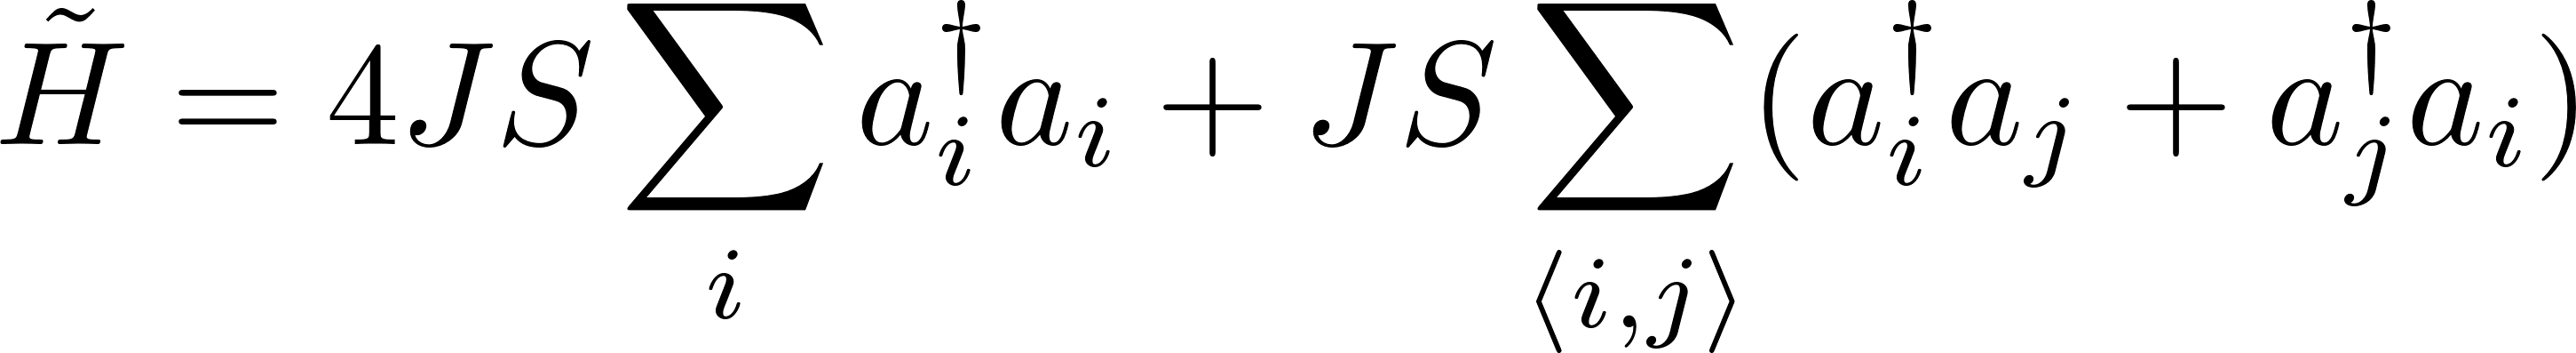 $\tilde{H} = 4JS \sum_{i} a_i^\dagger a_i + JS \sum_{\langle i,j \rangle} (a_i^\dagger a_j + a_j^\dagger a_i)$